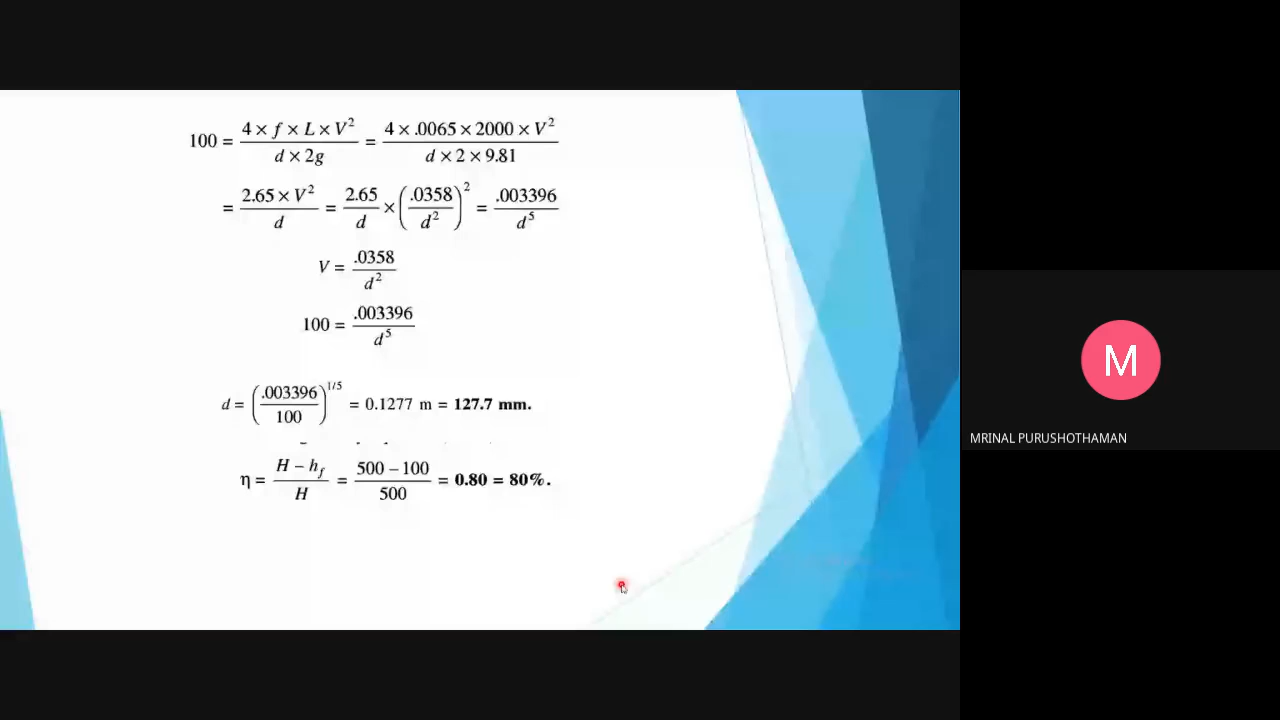 100 = 4 × f × L × V² / d × 2g = 4 × .0065 × 2000 × V² / d × 2 × 9.81
= 2.65 × V² / d = 2.65 / d × (.0358 / d²)² = .003396 / d⁵
V = .0358 / d²
100 = .003396 / d⁵
d = (.003396 / 100)^1/5 = 0.1277 m = 127.7 mm.
η = H – h_f / H = 500 – 100 / 500 = 0.80 = 80%.
M
MRINAL PURUSHOTHAMAN